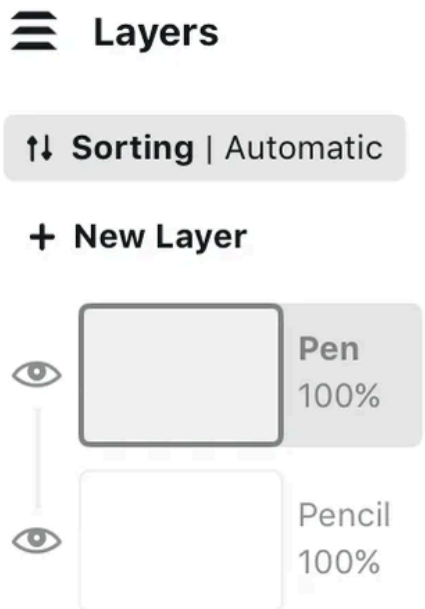 Layers
Sorting | Automatic
+ New Layer
Pen
100%
Pencil
100%